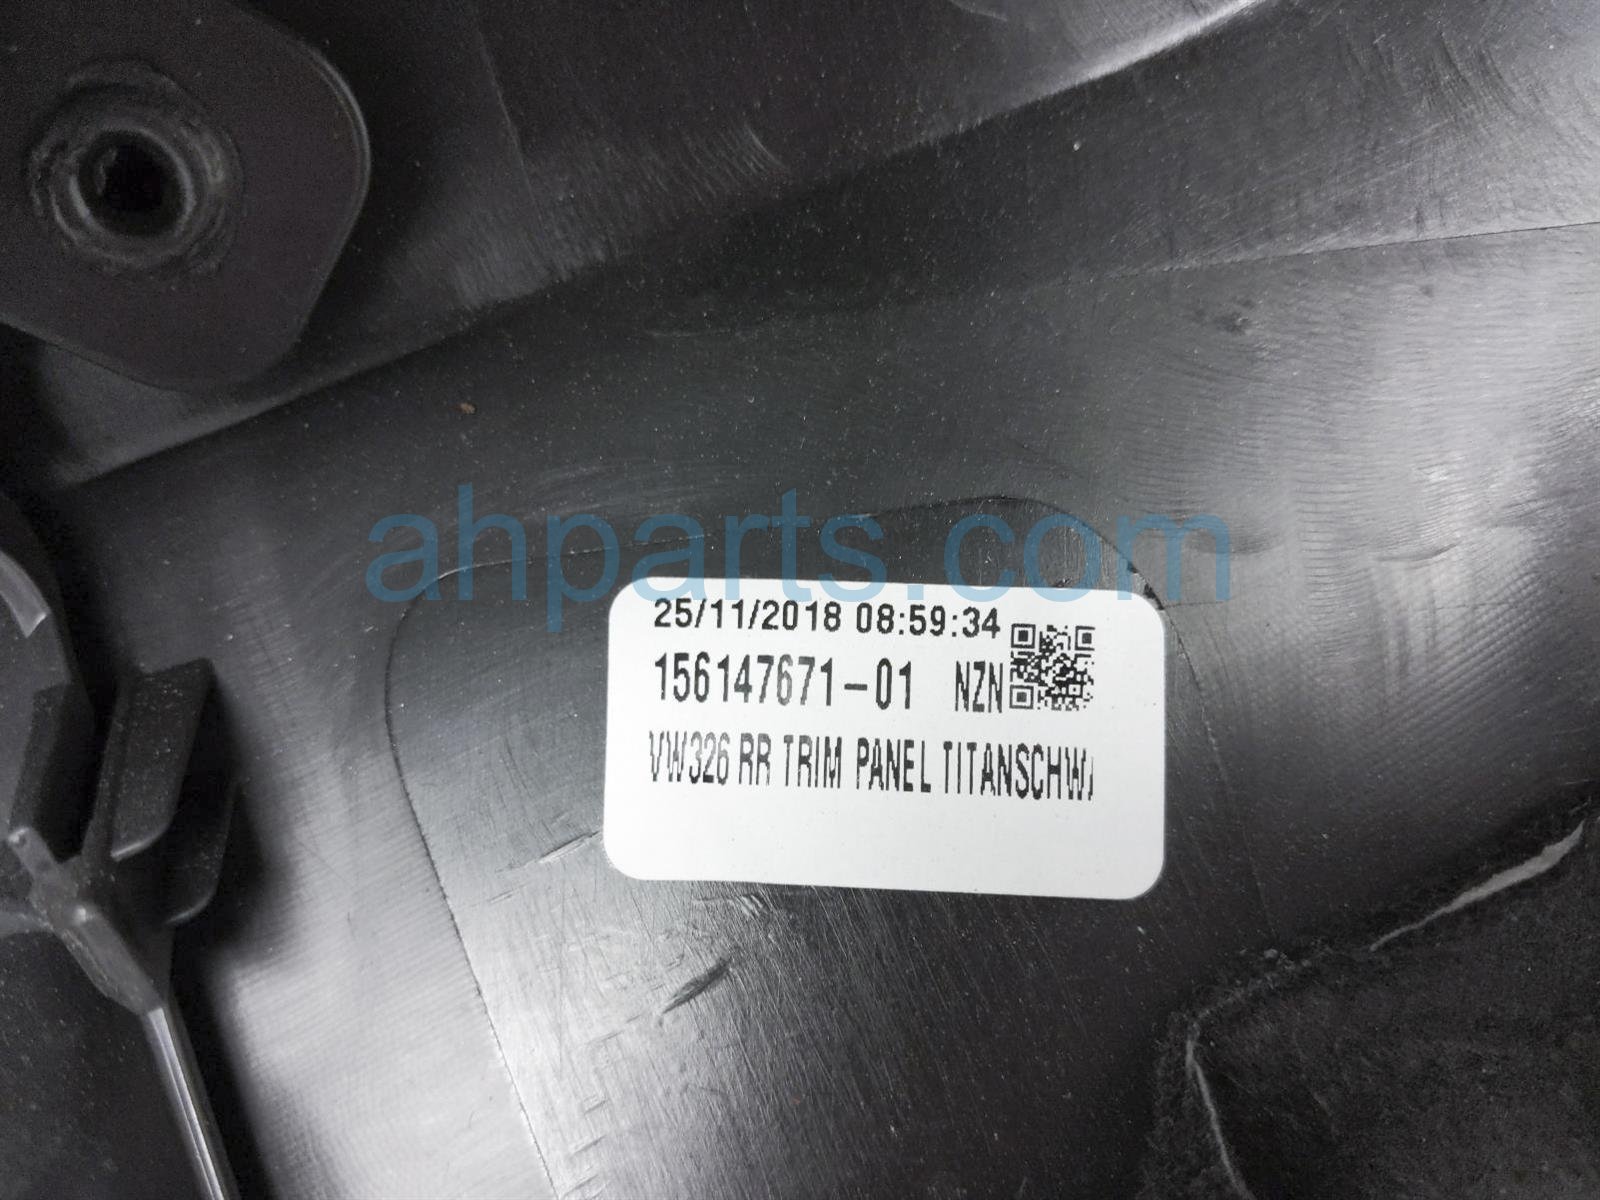 ahparts.com
25/11/2018 08:59:34
156147671-01 NZN
VW326 RR TRIM PANEL TITANSCHW